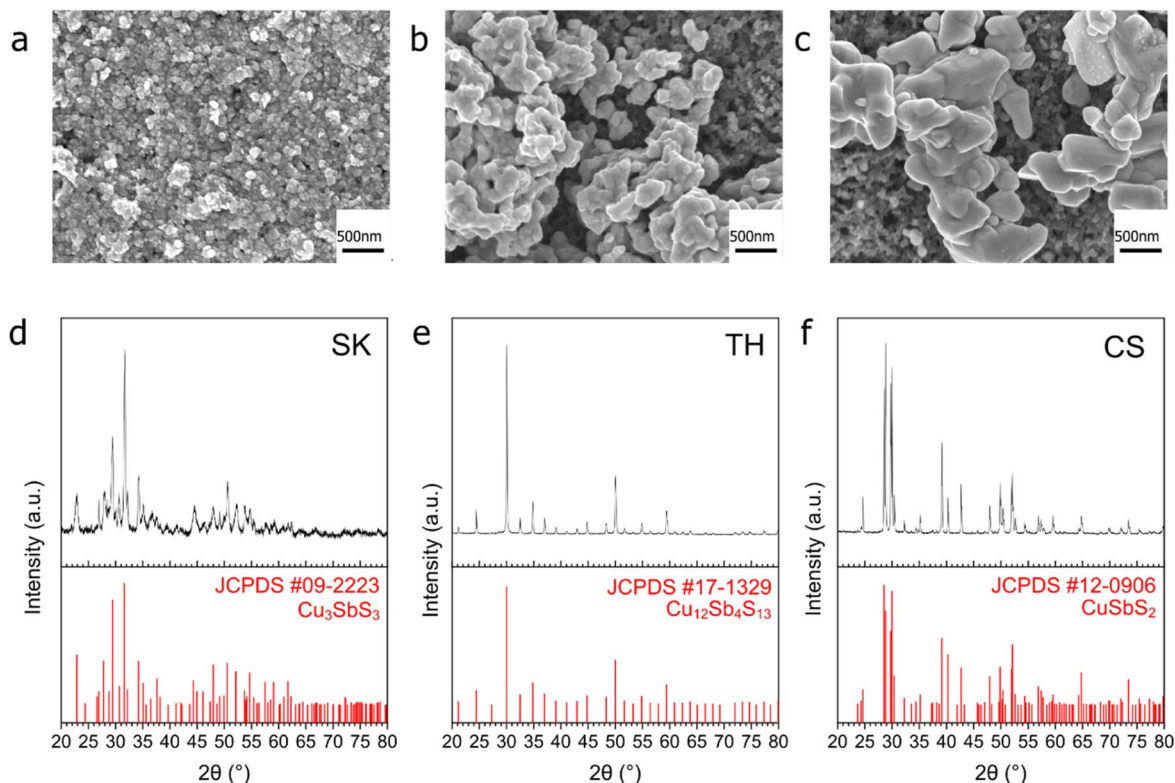 a
b
c
500nm
500nm
500nm
d
SK
Intensity (a.u.)
JCPDS #09-2223
Cu₃SbS₃
20 25 30 35 40 45 50 55 60 65 70 75 80
2θ (°)
e
TH
Intensity (a.u.)
JCPDS #17-1329
Cu₁₂Sb₄S₁₃
20 25 30 35 40 45 50 55 60 65 70 75 80
2θ (°)
f
CS
Intensity (a.u.)
JCPDS #12-0906
CuSbS₂
20 25 30 35 40 45 50 55 60 65 70 75 80
2θ (°)